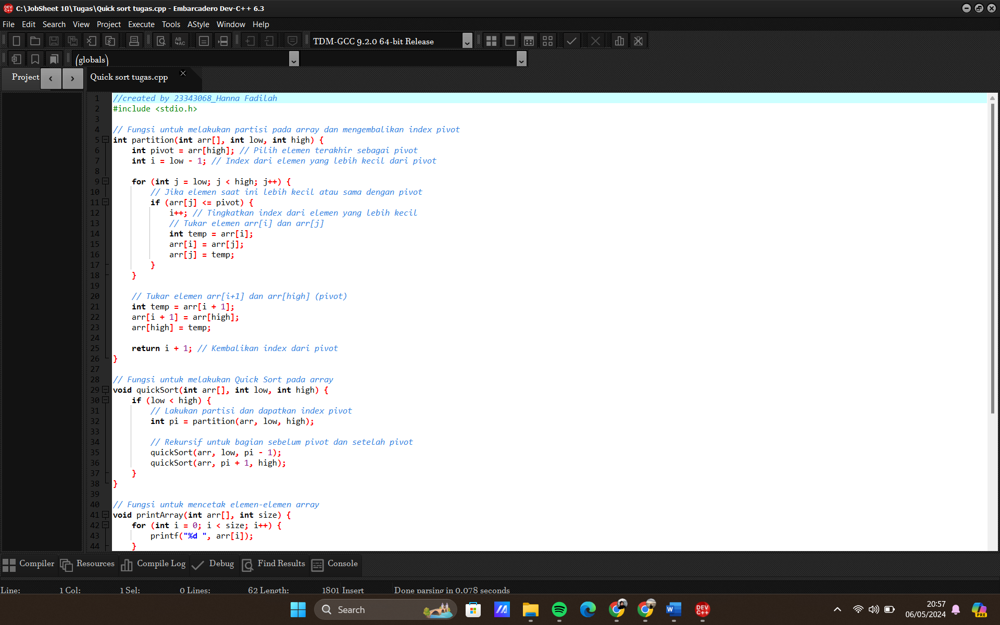 C:\JobSheet 10\Tugas\Quick sort tugas.cpp - Embarcadero Dev-C++ 6.3
File Edit Search View Project Execute Tools AStyle Window Help
TDM-GCC 9.2.0 64-bit Release
(globals)
Project Quick sort tugas.cpp
1 //created by 23343068_Hanna Fadilah
2 #include <stdio.h>
3
4 // Fungsi untuk melakukan partisi pada array dan mengembalikan index pivot
5 int partition(int arr[], int low, int high) {
6     int pivot = arr[high]; // Pilih elemen terakhir sebagai pivot
7     int i = low - 1; // Index dari elemen yang lebih kecil dari pivot
8
9     for (int j = low; j < high; j++) {
10         // Jika elemen saat ini lebih kecil atau sama dengan pivot
11         if (arr[j] <= pivot) {
12             i++; // Tingkatkan index dari elemen yang lebih kecil
13             // Tukar elemen arr[i] dan arr[j]
14             int temp = arr[i];
15             arr[i] = arr[j];
16             arr[j] = temp;
17         }
18     }
19
20     // Tukar elemen arr[i+1] dan arr[high] (pivot)
21     int temp = arr[i + 1];
22     arr[i + 1] = arr[high];
23     arr[high] = temp;
24
25     return i + 1; // Kembalikan index dari pivot
26 }
27
28 // Fungsi untuk melakukan Quick Sort pada array
29 void quickSort(int arr[], int low, int high) {
30     if (low < high) {
31         // Lakukan partisi dan dapatkan index pivot
32         int pi = partition(arr, low, high);
33
34         // Rekursif untuk bagian sebelum pivot dan setelah pivot
35         quickSort(arr, low, pi - 1);
36         quickSort(arr, pi + 1, high);
37     }
38 }
39
40 // Fungsi untuk mencetak elemen-elemen array
41 void printArray(int arr[], int size) {
42     for (int i = 0; i < size; i++) {
43         printf("%d ", arr[i]);
44     }
Compiler Resources Compile Log Debug Find Results Console
Line: 1 Col: 1 Sel: 0 Lines: 62 Length: 1801 Insert Done parsing in 0.078 seconds
Search
20:57
06/05/2024